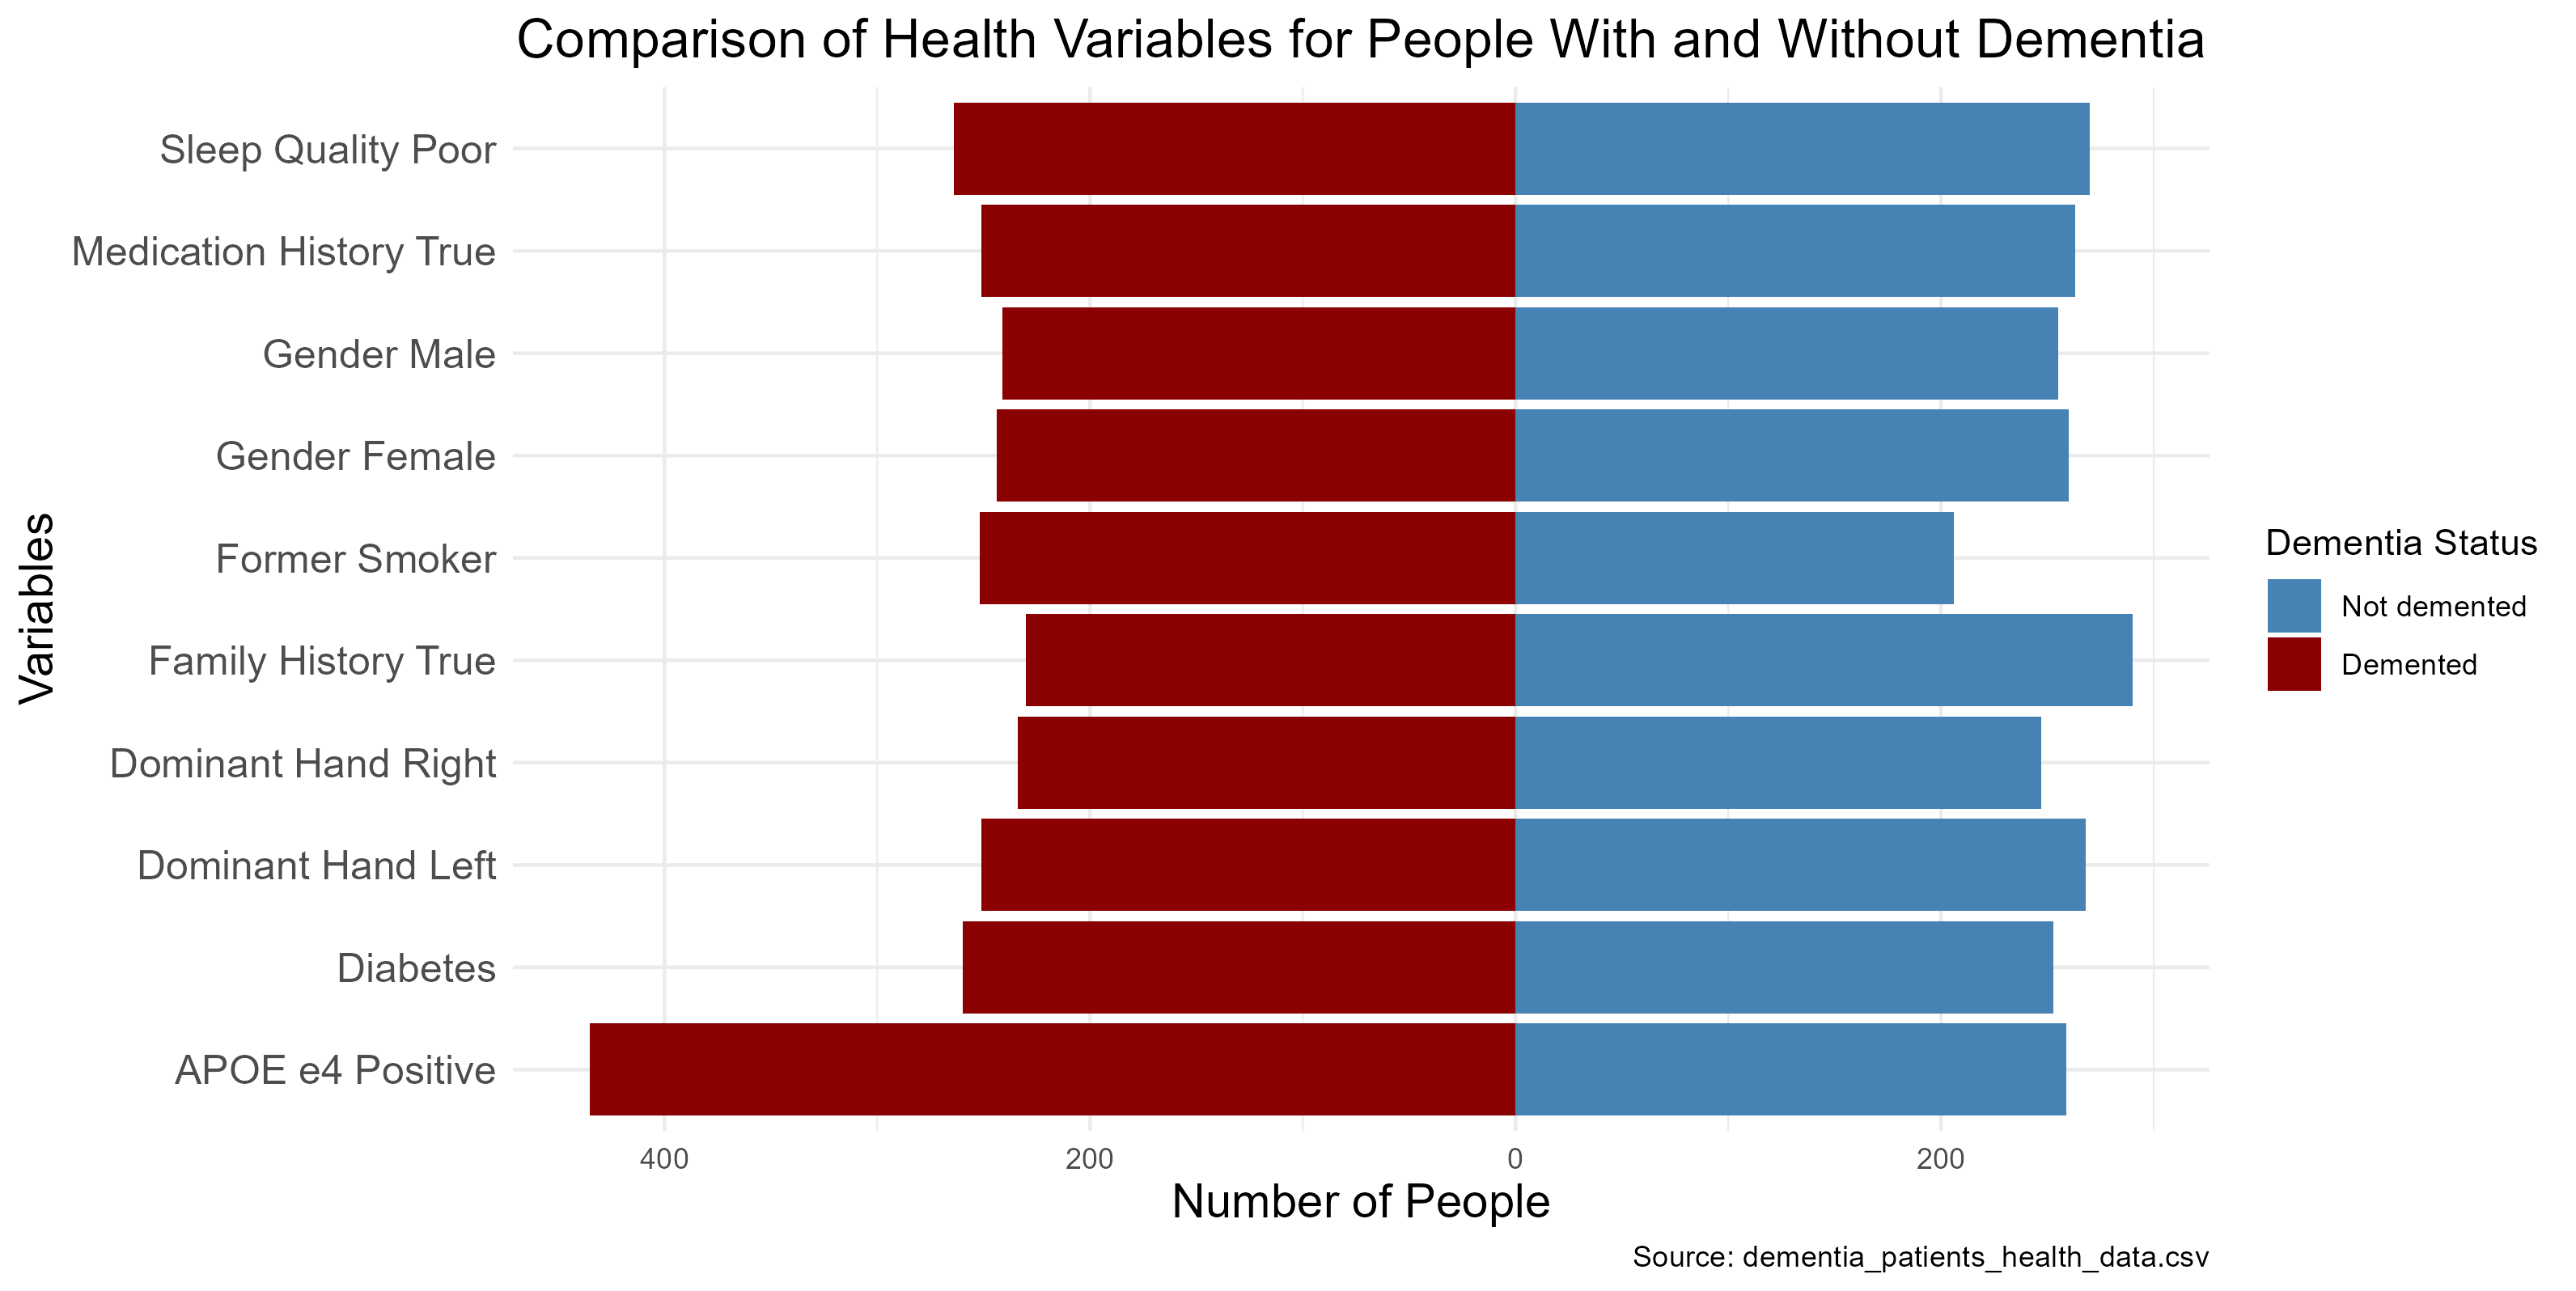 Comparison of Health Variables for People With and Without Dementia
Variables
Sleep Quality Poor
Medication History True
Gender Male
Gender Female
Former Smoker
Family History True
Dominant Hand Right
Dominant Hand Left
Diabetes
APOE e4 Positive
400 200 0 200
Number of People
Dementia Status
Not demented
Demented
Source: dementia_patients_health_data.csv